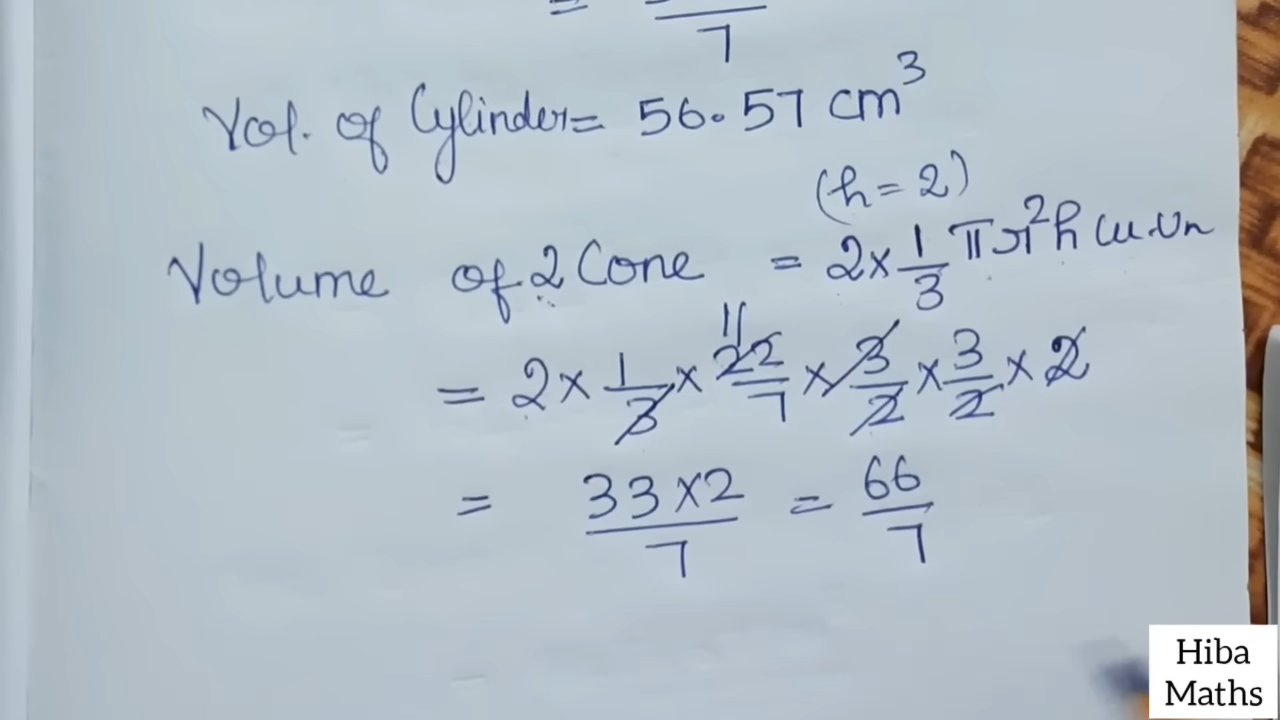 = 7
Vol. of Cylinder = 56.57 cm³
(h = 2)
Volume of 2 Cone = 2 × 1/3 πr²h cu.un
= 2 × 1/3 × 22/7 × 3/2 × 3/2 × 2
11
= 33×2/7 = 66/7
Hiba
Maths